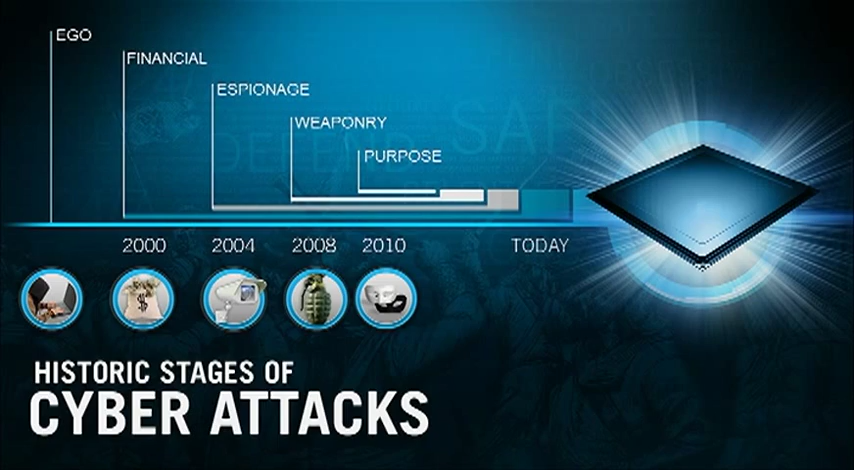 EGO
FINANCIAL
ESPIONAGE
WEAPONRY
PURPOSE
2000 2004 2008 2010 TODAY
$
HISTORIC STAGES OF
CYBER ATTACKS